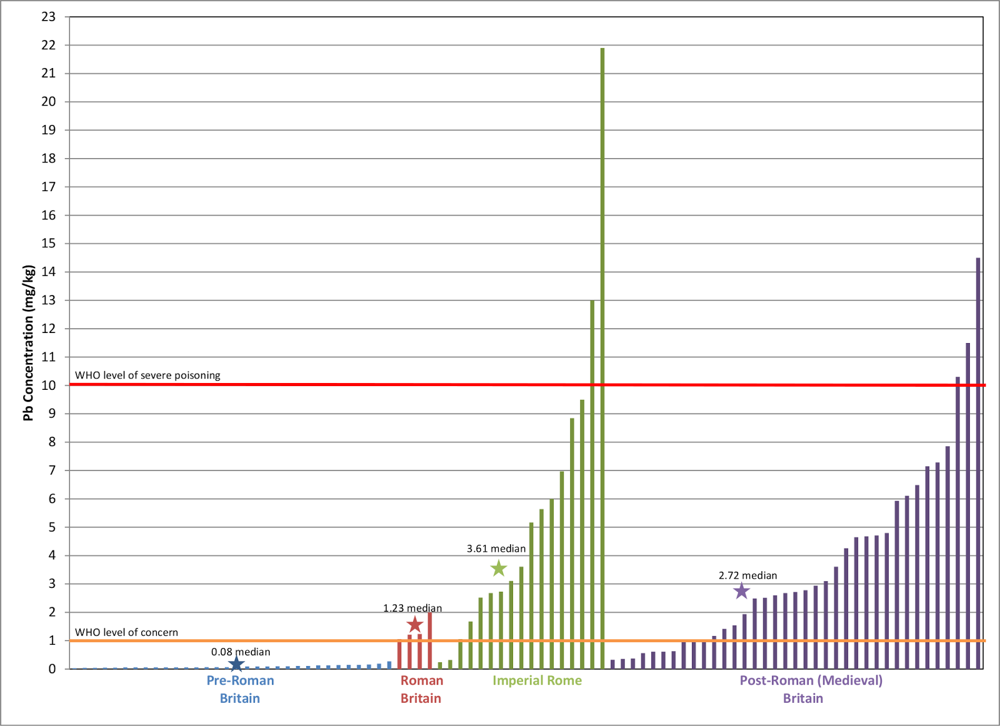 23
22
21
20
19
18
17
16
15
14
13
12
11
10
9
8
7
6
5
4
3
2
1
0
Pb Concentration (mg/kg)
WHO level of severe poisoning
WHO level of concern
0.08 median
1.23 median
3.61 median
2.72 median
Pre-Roman
Britain
Roman
Britain
Imperial Rome
Post-Roman (Medieval)
Britain